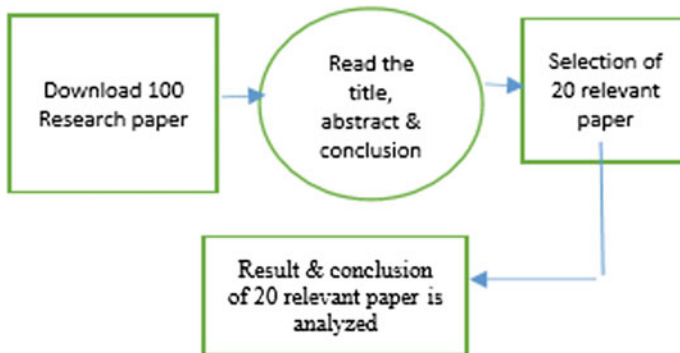 Download 100
Research paper
Read the
title,
abstract &
conclusion
Selection of
20 relevant
paper
Result & conclusion
of 20 relevant paper is
analyzed